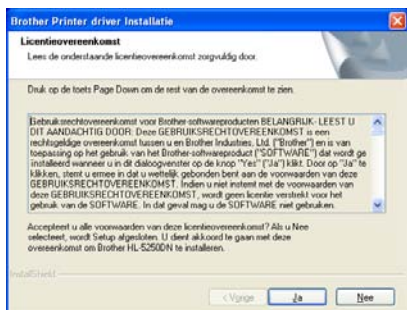 Brother Printer driver Installatie
Licentieovereenkomst
Lees de onderstaande licentieovereenkomst zorgvuldig door.
Druk op de toets Page Down om de rest van de overeenkomst te zien.
Gebruiksrechtovereenkomst voor Brother-softwareproducten BELANGRIJK- LEEST U
DIT AANDACHTIG DOOR: Deze GEBRUIKSRECHTOVEREENKOMST is een
rechtsgeldige overeenkomst tussen u en Brother Industries, Ltd. ("Brother") en is van
toepassing op het gebruik van het Brother-softwareproduct ("SOFTWARE") dat wordt ge
installeerd wanneer u in dit dialoogvenster op de knop "Yes" ("Ja") klikt. Door op "Ja" te
klikken, stemt u ermee in dat u wettelijk gebonden bent aan de voorwaarden van deze
GEBRUIKSRECHTOVEREENKOMST. Indien u niet instemt met de voorwaarden van
deze GEBRUIKSRECHTOVEREENKOMST, wordt geen licentie verstrekt voor het
gebruik van de SOFTWARE. In dat geval mag u de SOFTWARE niet gebruiken.
Accepteert u alle voorwaarden van deze licentieovereenkomst? Als u Nee
selecteert, wordt Setup afgesloten. U dient akkoord te gaan met deze
overeenkomst om Brother HL-5250DN te installeren.
InstallShield
< Vorige Ja Nee